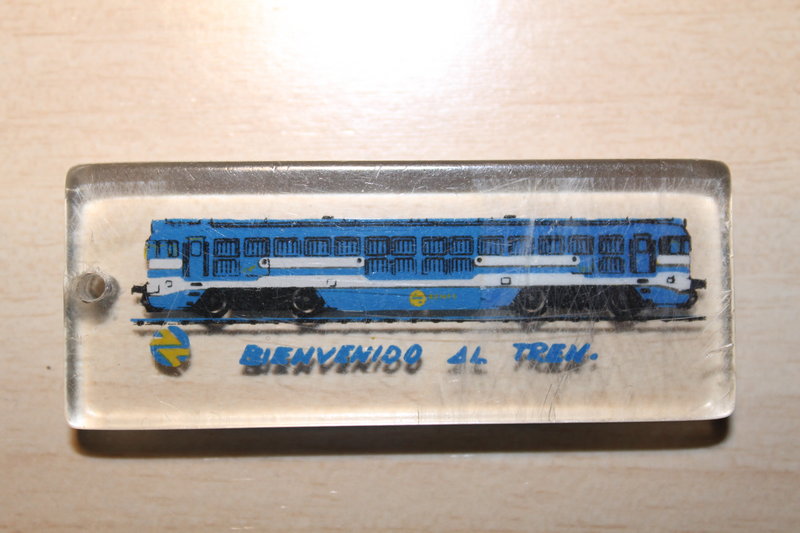 BIENVENIDO AL TREN.